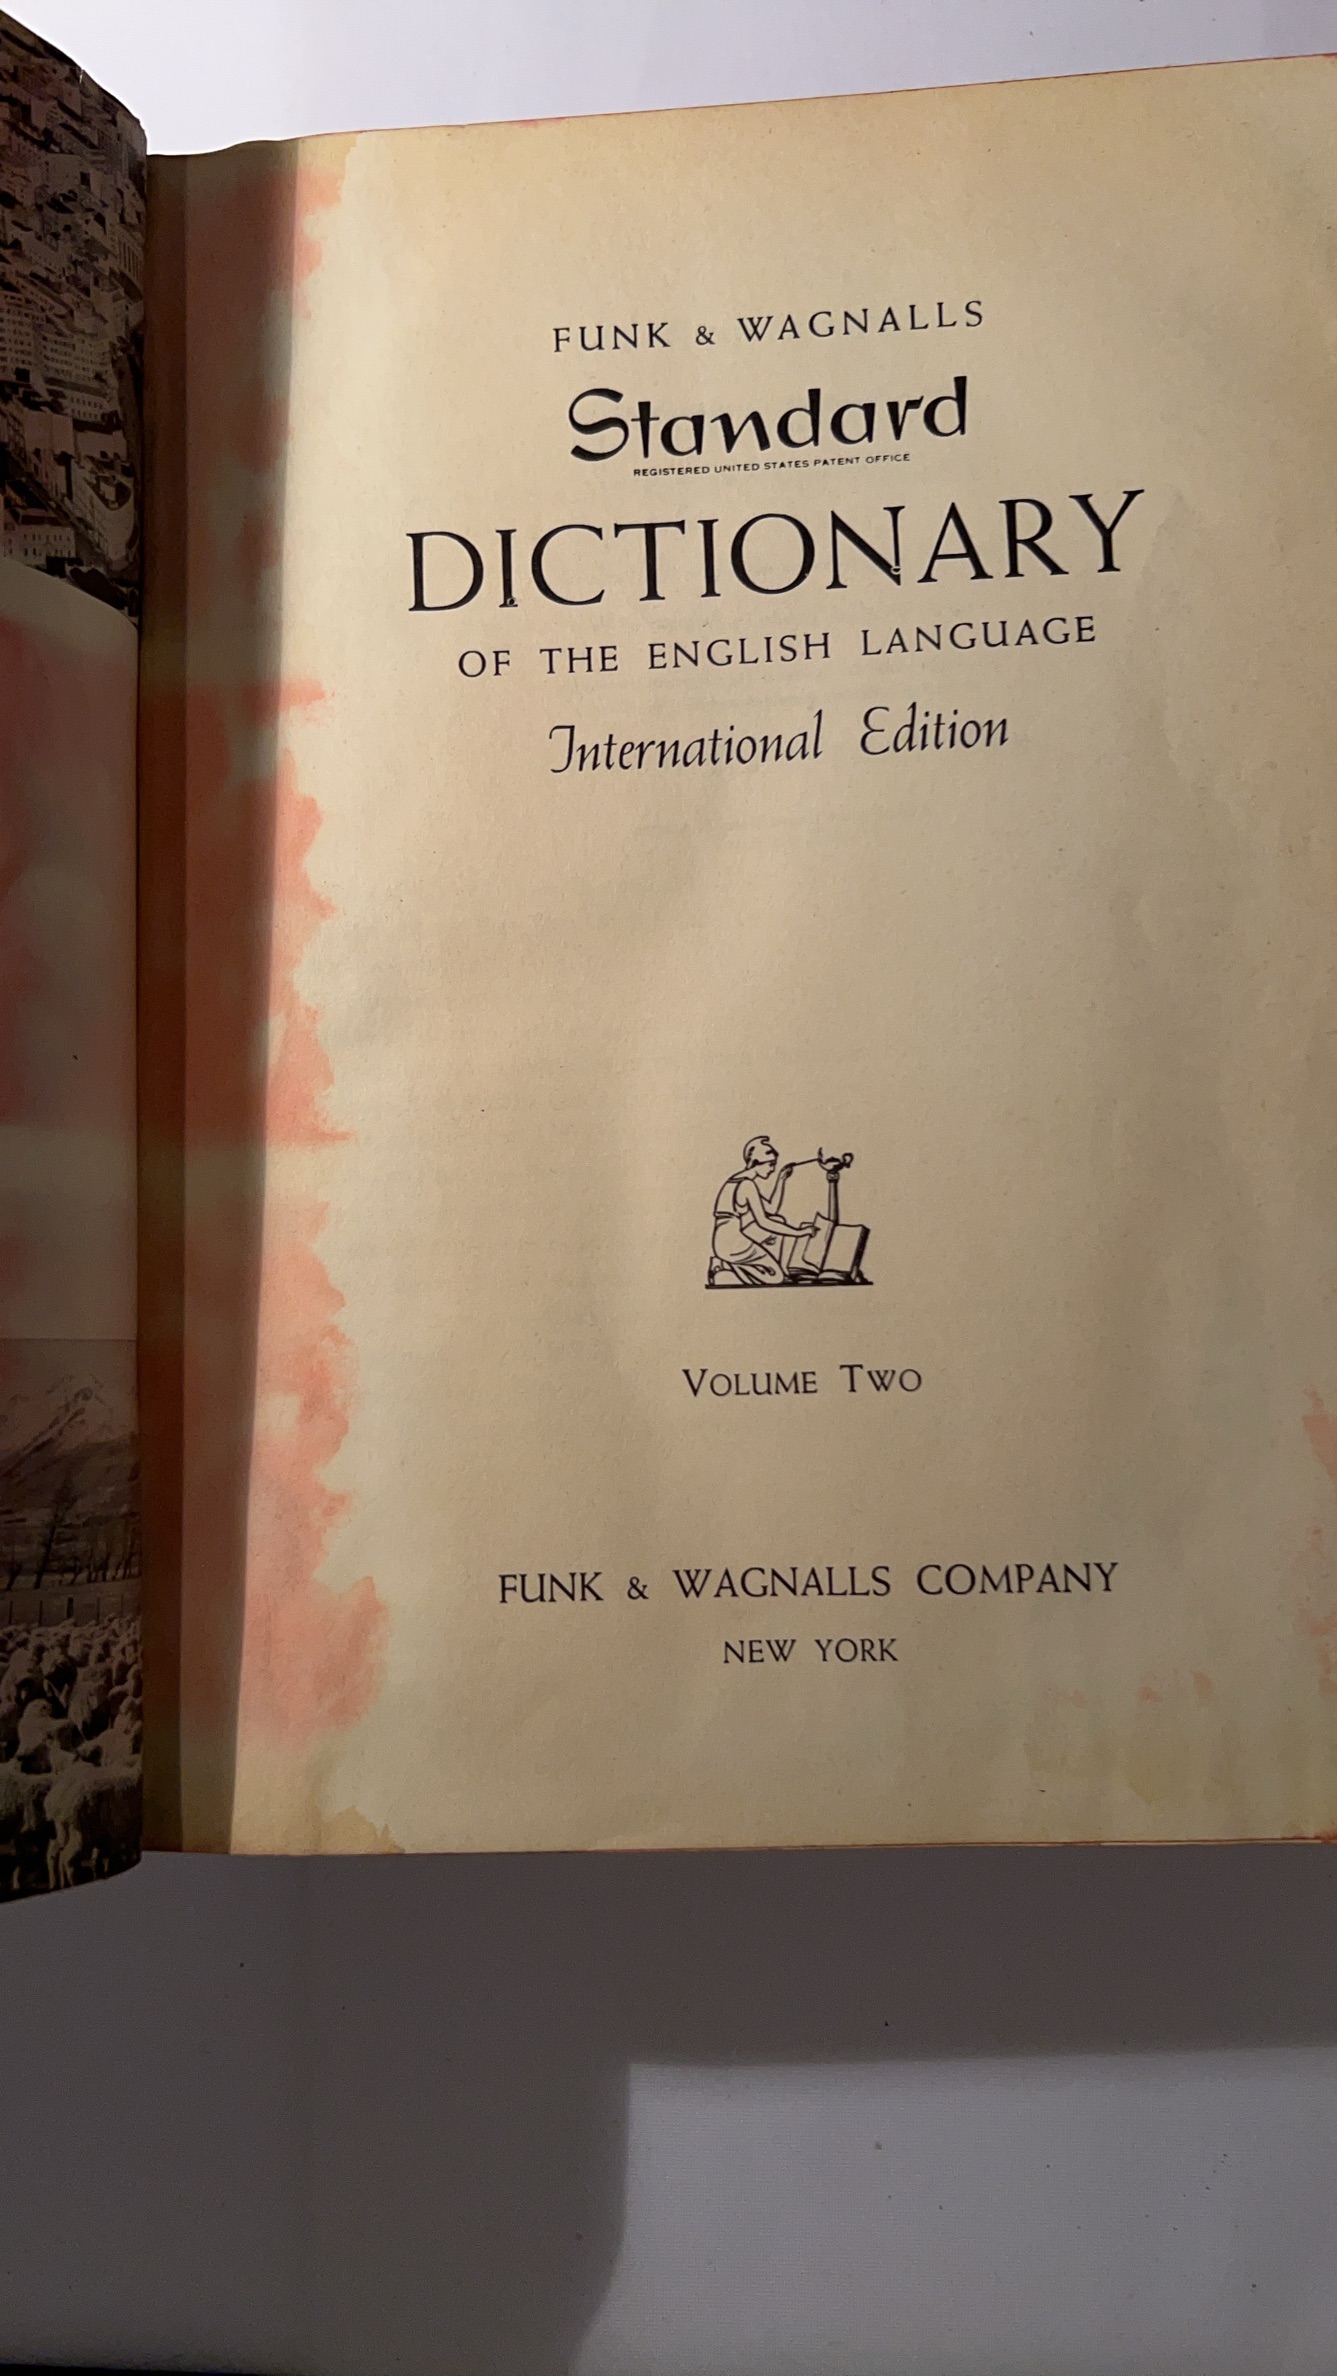 FUNK & WAGNALLS
Standard
REGISTERED UNITED STATES PATENT OFFICE
DICTIONARY
OF THE ENGLISH LANGUAGE
International Edition
VOLUME TWO
FUNK & WAGNALLS COMPANY
NEW YORK